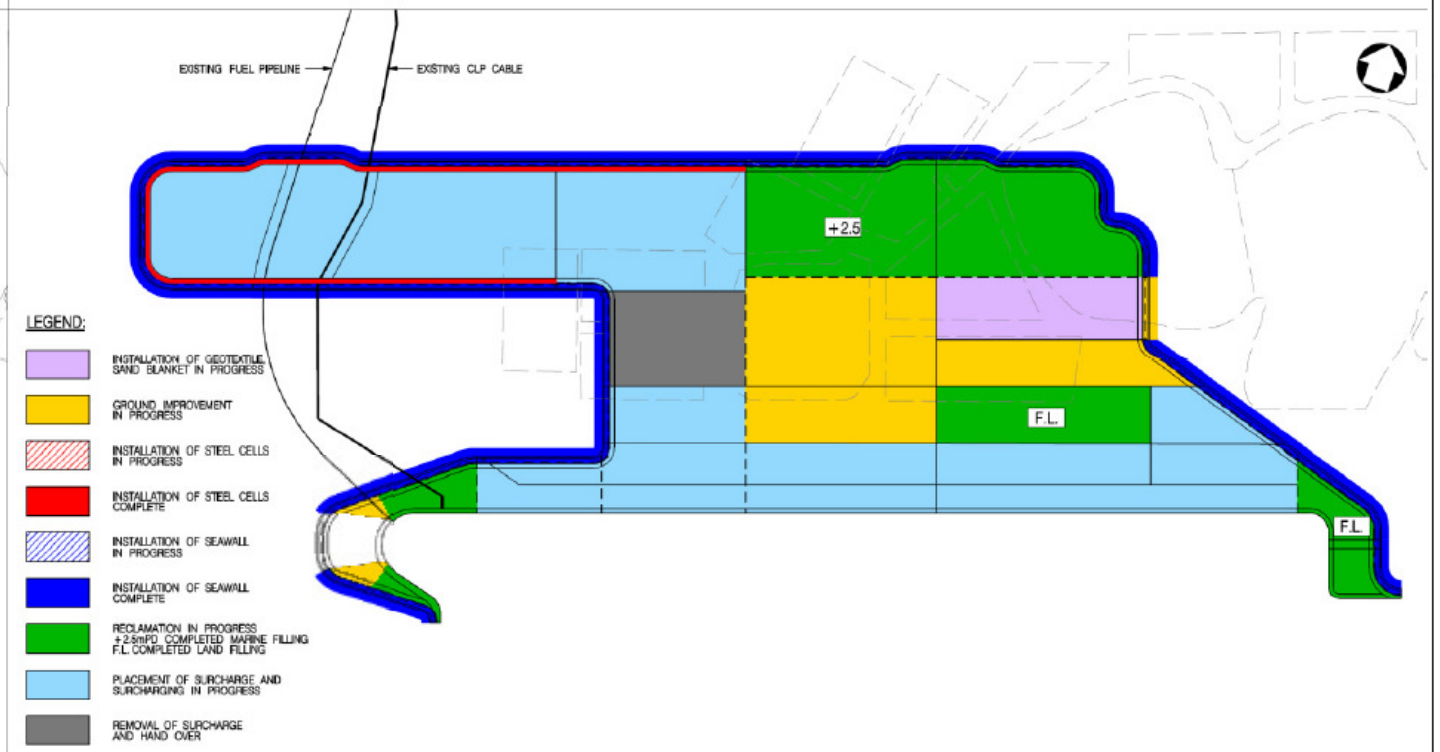 EXISTING FUEL PIPELINE
EXISTING CLP CABLE
+2.5
F.L.
F.L.
LEGEND:
INSTALLATION OF GEOTEXTILE,
SAND BLANKET IN PROGRESS
GROUND IMPROVEMENT
IN PROGRESS
INSTALLATION OF STEEL CELLS
IN PROGRESS
INSTALLATION OF STEEL CELLS
COMPLETE
INSTALLATION OF SEAWALL
IN PROGRESS
INSTALLATION OF SEAWALL
COMPLETE
RECLAMATION IN PROGRESS
+2.5mPD COMPLETED MARINE FILLING
F.L. COMPLETED LAND FILLING
PLACEMENT OF SURCHARGE AND
SURCHARGING IN PROGRESS
REMOVAL OF SURCHARGE
AND HAND OVER